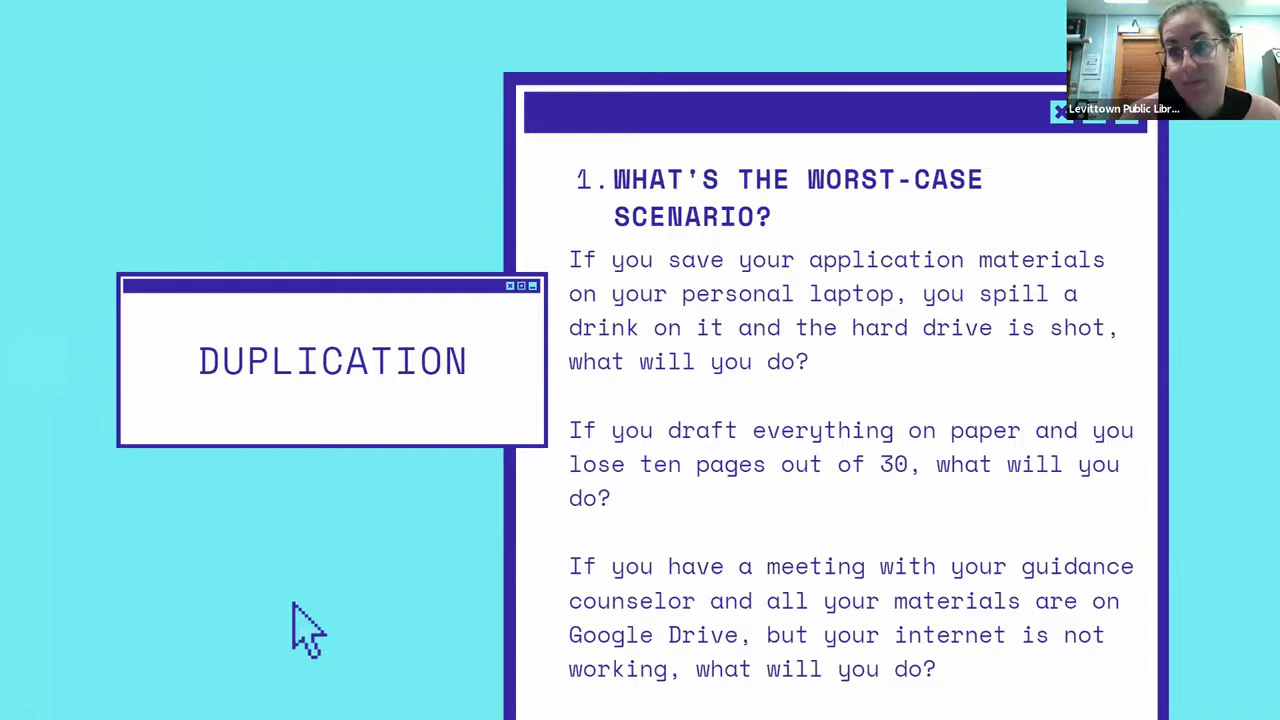 Levittown Public Libr...
1. WHAT'S THE WORST-CASE
SCENARIO?
If you save your application materials
on your personal laptop, you spill a
drink on it and the hard drive is shot,
what will you do?
DUPLICATION
If you draft everything on paper and you
lose ten pages out of 30, what will you
do?
If you have a meeting with your guidance
counselor and all your materials are on
Google Drive, but your internet is not
working, what will you do?